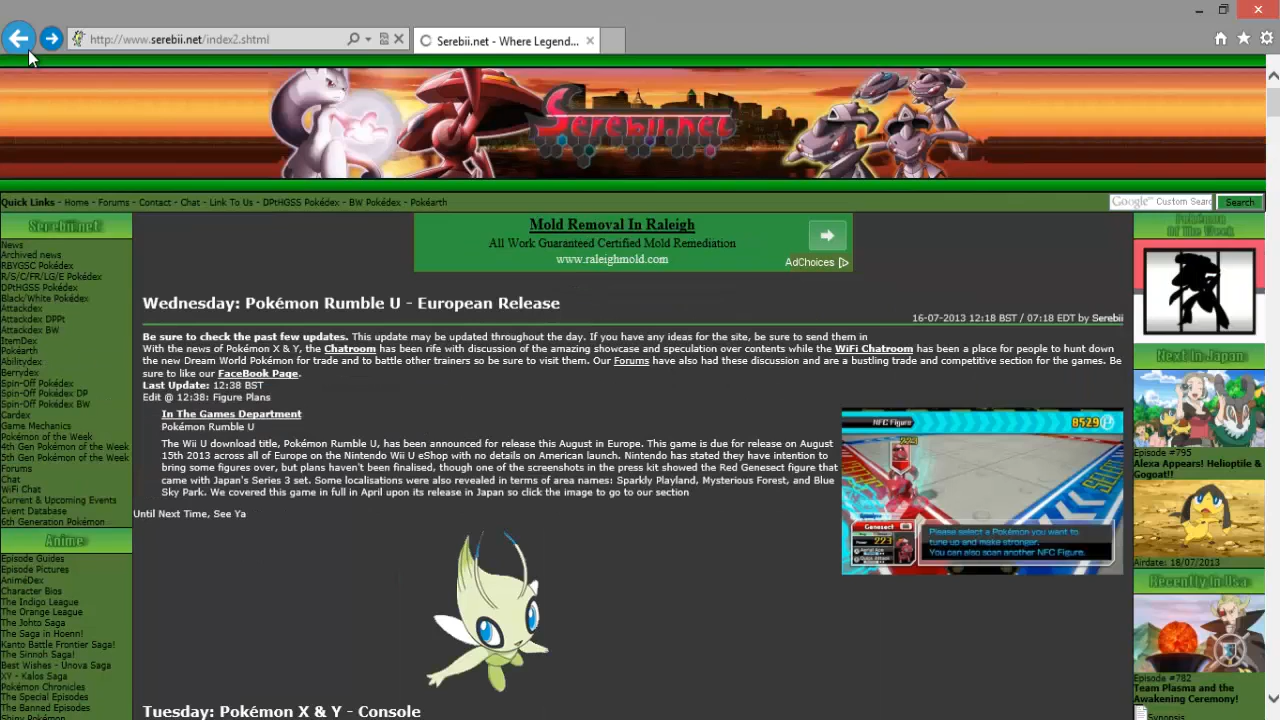 http://www.serebii.net/index2.shtml
Serebii.net - Where Legend...
Serebii.net
Quick Links - Home - Forums - Contact - Chat - Link To Us - DPtHGSS Pokédex - BW Pokédex - Pokéarth
Google™ Custom Searc
Search
Serebii.net
News
Archived news
RBYGSC Pokédex
R/S/C/FR/LG/E Pokédex
DPtHGSS Pokédex
Black/White Pokédex
Attackdex
Attackdex DPPt
Attackdex BW
ItemDex
Pokéarth
Abilitydex
Berrydex
Spin-Off Pokédex
Spin-Off Pokédex DP
Spin-Off Pokédex BW
Cardex
Game Mechanics
Pokémon of the Week
4th Gen Pokémon of the Week
5th Gen Pokémon of the Week
Forums
Chat
WiFi Chat
Current & Upcoming Events
Event Database
6th Generation Pokémon
Anime
Episode Guides
Episode Pictures
AniméDex
Character Bios
The Indigo League
The Orange League
The Johto Saga
The Saga in Hoenn!
Kanto Battle Frontier Saga!
The Sinnoh Saga!
Best Wishes - Unova Saga
XY - Kalos Saga
Pokémon Chronicles
The Special Episodes
The Banned Episodes
Shiny Pokémon
Mold Removal In Raleigh
All Work Guaranteed Certified Mold Remediation
www.raleighmold.com
AdChoices
Wednesday: Pokémon Rumble U - European Release
16-07-2013 12:18 BST / 07:18 EDT by Serebii
Be sure to check the past few updates. This update may be updated throughout the day. If you have any ideas for the site, be sure to send them in
With the news of Pokémon X & Y, the Chatroom has been rife with discussion of the amazing showcase and speculation over contents while the WiFi Chatroom has been a place for people to hunt down
the new Dream World Pokémon for trade and to battle other trainers so be sure to visit them. Our Forums have also had these discussion and are a bustling trade and competitive section for the games. Be
sure to like our FaceBook Page.
Last Update: 12:38 BST
Edit @ 12:38: Figure Plans
In The Games Department
Pokémon Rumble U
The Wii U download title, Pokémon Rumble U, has been announced for release this August in Europe. This game is due for release on August
15th 2013 across all of Europe on the Nintendo Wii U eShop with no details on American launch. Nintendo has stated they have intention to
bring some figures over, but plans haven't been finalised, though one of the screenshots in the press kit showed the Red Genesect figure that
came with Japan's Series 3 set. Some localisations were also revealed in terms of area names: Sparkly Playland, Mysterious Forest, and Blue
Sky Park. We covered this game in full in April upon its release in Japan so click the image to go to our section
NFC Figure
8529
223
Genesect
223
Please select a Pokémon you want to
tune up and make stronger.
You can also scan another NFC Figure.
Until Next Time, See Ya
Tuesday: Pokémon X & Y - Console
Pokémon
Of The Week
Next In Japan
Episode #795
Alexa Appears! Helioptile &
Gogoat!!
Airdate: 18/07/2013
Recently In Usa
Episode #782
Team Plasma and the
Awakening Ceremony!
Synopsis